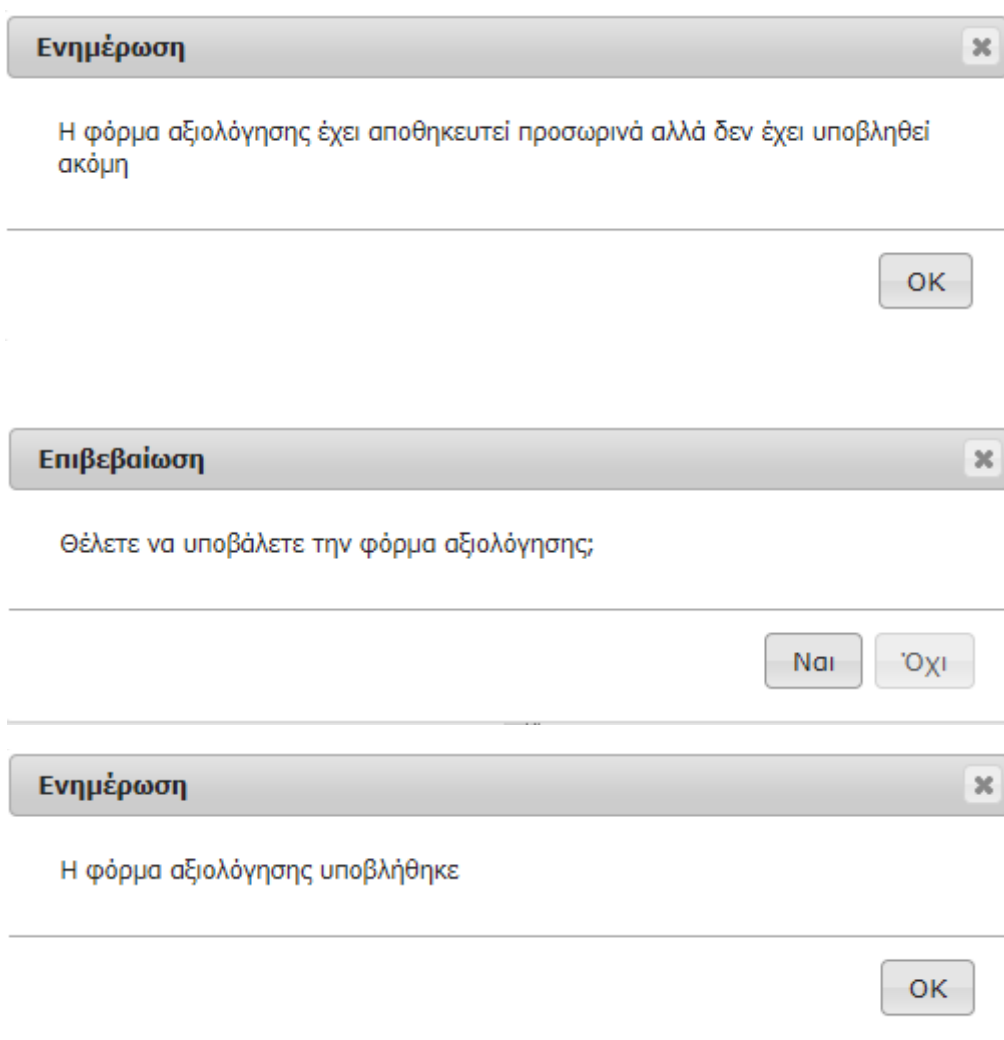 Ενημέρωση
Η φόρμα αξιολόγησης έχει αποθηκευτεί προσωρινά αλλά δεν έχει υποβληθεί
ακόμη
OK
Επιβεβαίωση
Θέλετε να υποβάλετε την φόρμα αξιολόγησης;
Ναι Όχι
Ενημέρωση
Η φόρμα αξιολόγησης υποβλήθηκε
OK